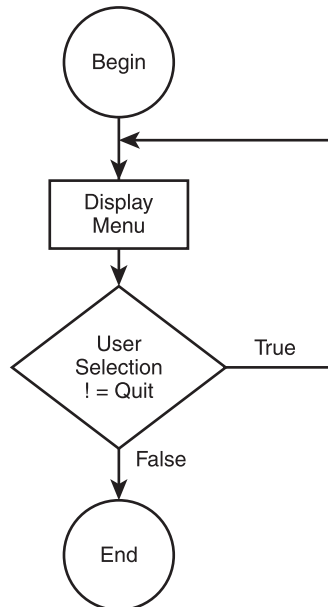 Begin
Display
Menu
User
Selection
! = Quit
True
False
End